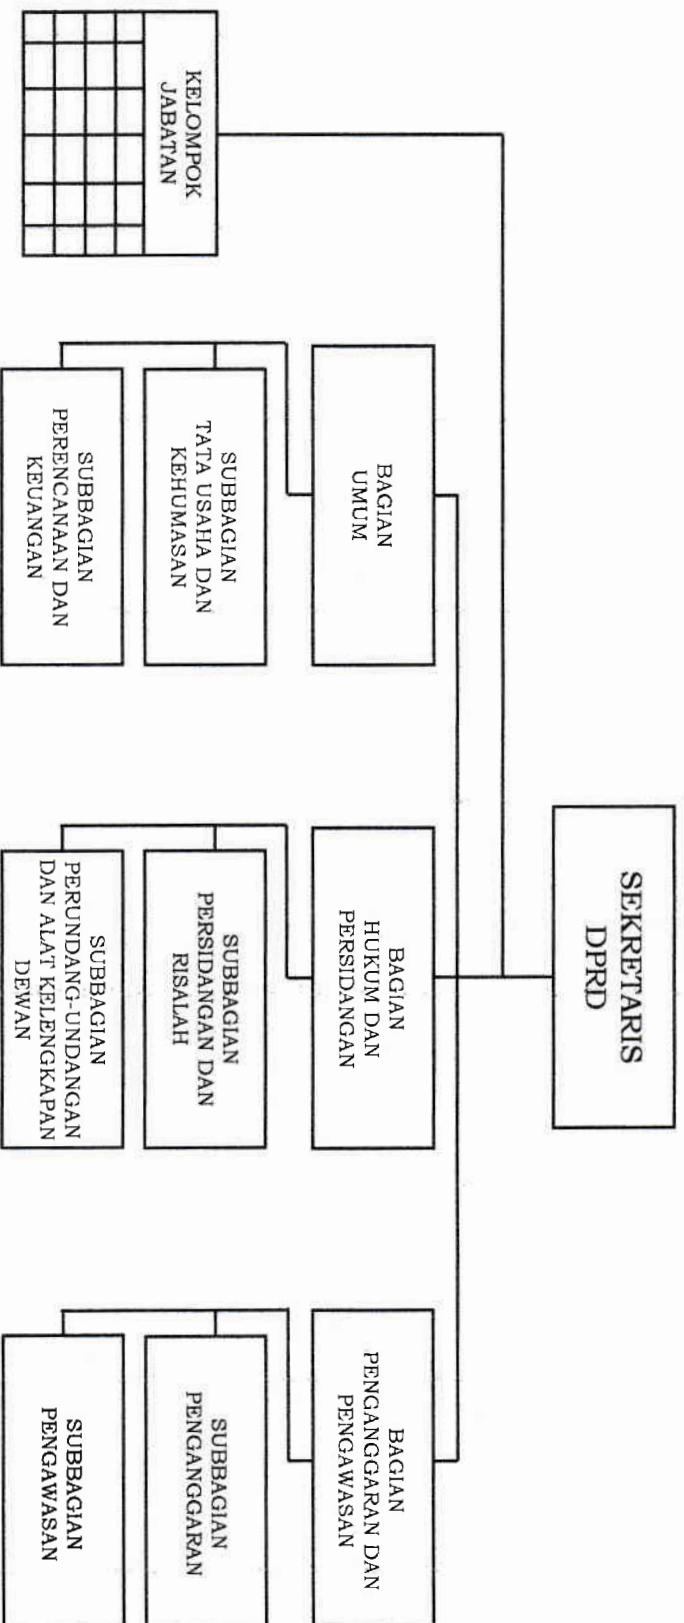 SEKRETARIS
DPRD
KELOMPOK
JABATAN
BAGIAN
UMUM
SUBBAGIAN
TATA USAHA DAN
KEHUMASAN
SUBBAGIAN
PERENCANAAN DAN
KEUANGAN
BAGIAN
HUKUM DAN
PERSIDANGAN
SUBBAGIAN
PERSIDANGAN DAN
RISALAH
SUBBAGIAN
PERUNDANG-UNDANGAN
DAN ALAT KELENGKAPAN
DEWAN
BAGIAN
PENGANGGARAN DAN
PENGAWASAN
SUBBAGIAN
PENGANGGARAN
SUBBAGIAN
PENGAWASAN